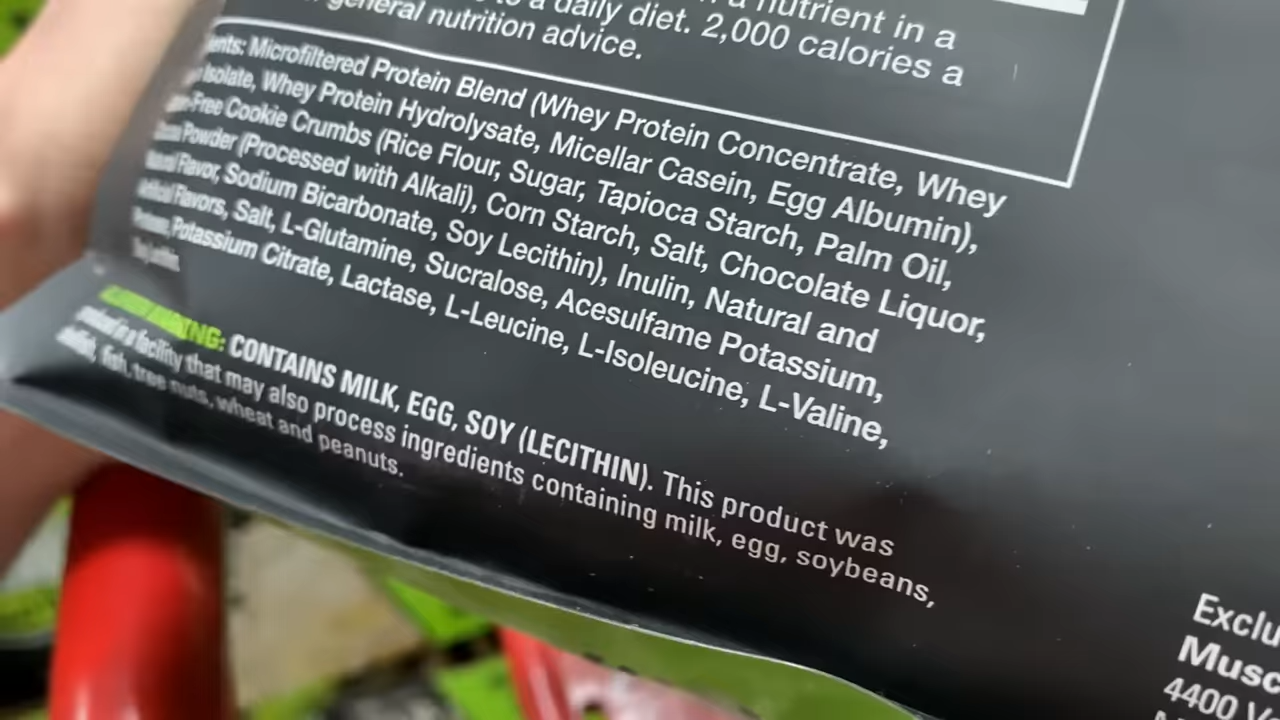 nutrient in a
to a daily diet. 2,000 calories a
general nutrition advice.
Microfiltered Protein Blend (Whey Protein Concentrate, Whey
Isolate, Whey Protein Hydrolysate, Micellar Casein, Egg Albumin),
Free Cookie Crumbs (Rice Flour, Sugar, Tapioca Starch, Palm Oil,
Powder (Processed with Alkali), Corn Starch, Salt, Chocolate Liquor,
Flavor, Sodium Bicarbonate, Soy Lecithin), Inulin, Natural and
Artificial Flavors, Salt, L-Glutamine, Sucralose, Acesulfame Potassium,
Potassium Citrate, Lactase, L-Leucine, L-Isoleucine, L-Valine,
CONTAINS MILK, EGG, SOY (LECITHIN). This product was
in a facility that may also process ingredients containing milk, egg, soybeans,
fish, tree nuts, wheat and peanuts.
Exclu
Musc
4400 V